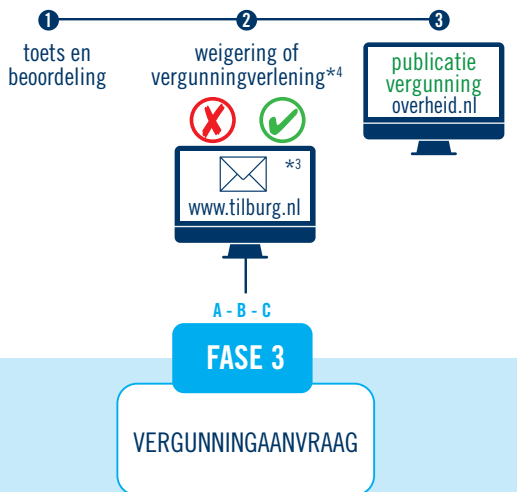 1 2 3
toets en
beoordeling
weigering of
vergunningverlening*4
publicatie
vergunning
overheid.nl
*3
www.tilburg.nl
A - B - C
FASE 3
VERGUNNINGAANVRAAG